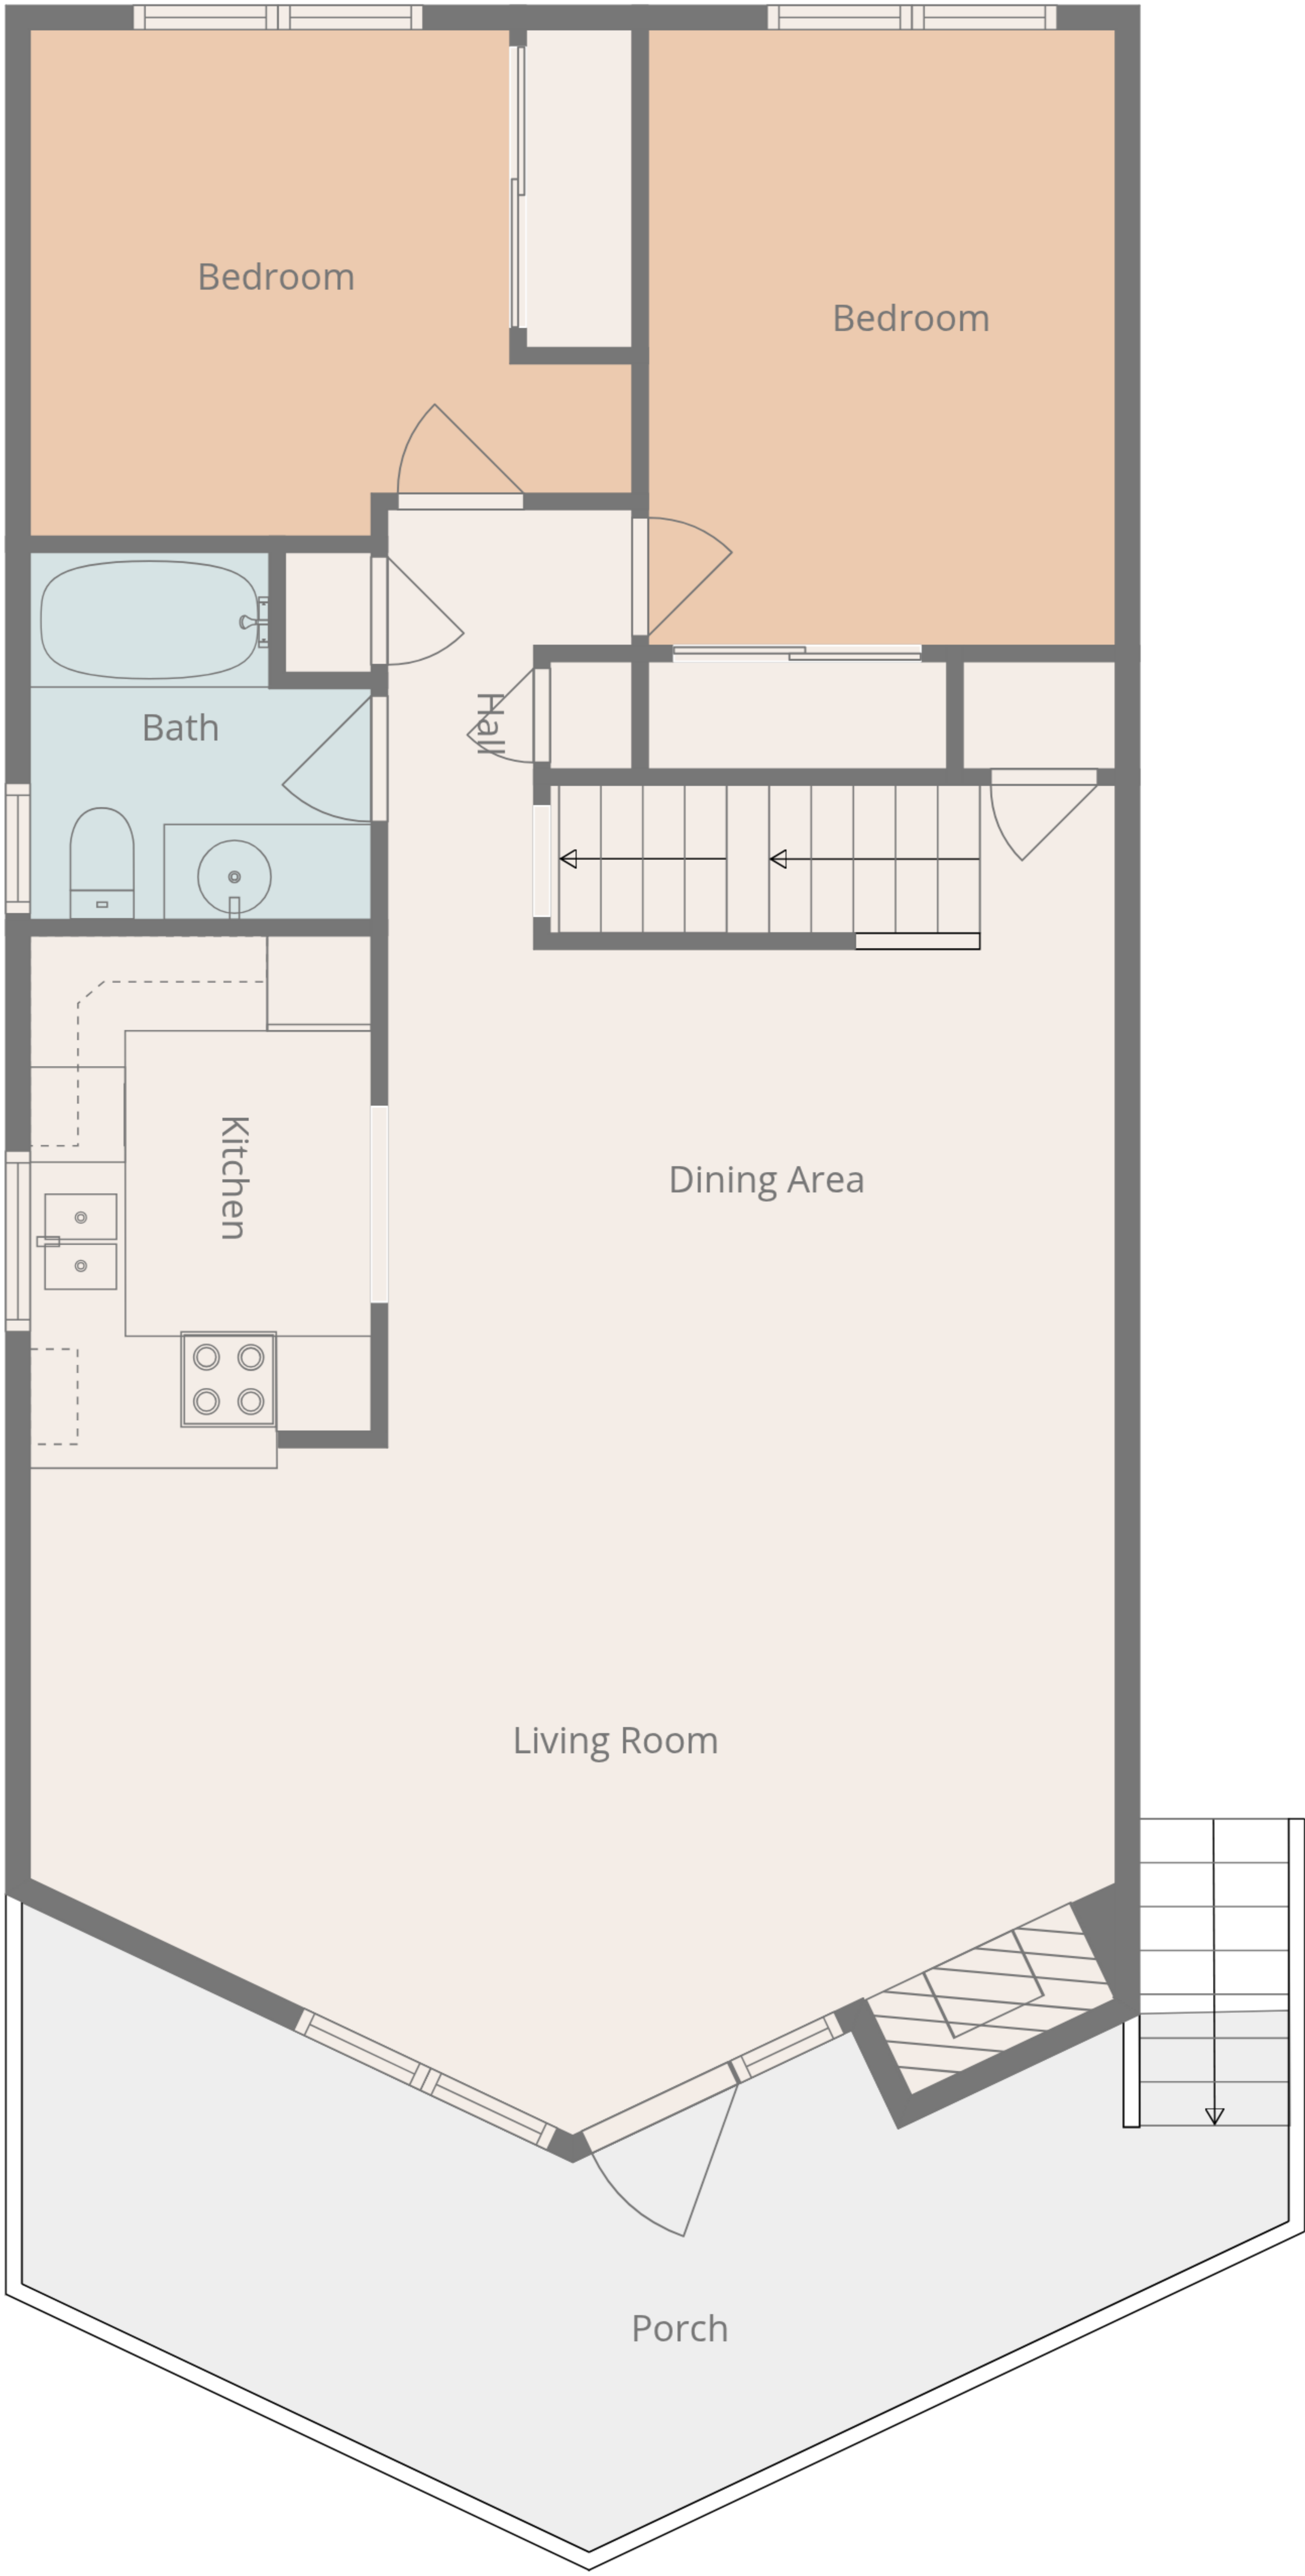 Bedroom
Bedroom
Hall
Bath
Kitchen
Dining Area
Living Room
Porch